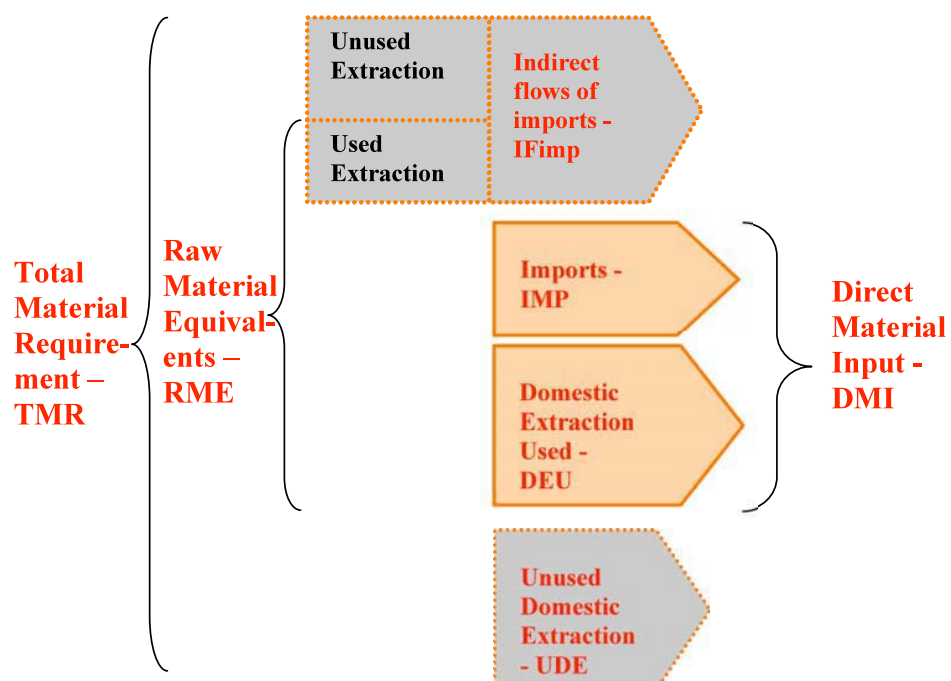 Unused
Extraction
Indirect
flows of
imports -
IFimp
Used
Extraction
Total
Material
Require-
ment –
TMR
Raw
Material
Equival-
ents –
RME
Imports -
IMP
Domestic
Extraction
Used -
DEU
Direct
Material
Input -
DMI
Unused
Domestic
Extraction
- UDE